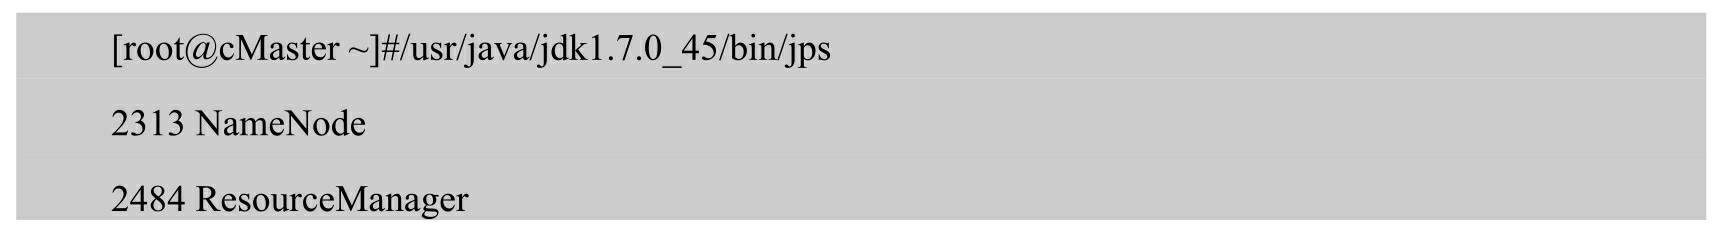 [root@cMaster ~]#/usr/java/jdk1.7.0_45/bin/jps
2313 NameNode
2484 ResourceManager